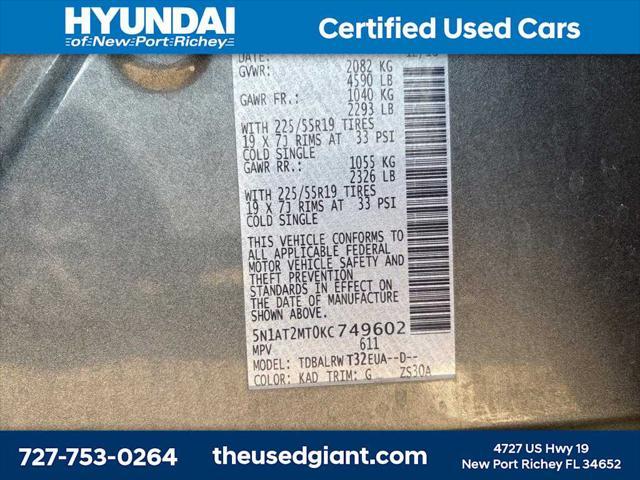 HYUNDAI
of New Port Richey
Certified Used Cars
DATE:
GVWR: 2082 KG
4590 LB
GAWR FR.: 1040 KG
2293 LB
WITH 225/55R19 TIRES
19 X 7J RIMS AT 33 PSI
COLD SINGLE
GAWR RR.: 1055 KG
2326 LB
WITH 225/55R19 TIRES
19 X 7J RIMS AT 33 PSI
COLD SINGLE
THIS VEHICLE CONFORMS TO
ALL APPLICABLE FEDERAL
MOTOR VEHICLE SAFETY AND
THEFT PREVENTION
STANDARDS IN EFFECT ON
THE DATE OF MANUFACTURE
SHOWN ABOVE.
5N1AT2MT0KC749602
MPV 611
MODEL: TDBALRWT32EUA--D--
COLOR: KAD TRIM: G ZS30A
727-753-0264
theusedgiant.com
4727 US Hwy 19
New Port Richey FL 34652